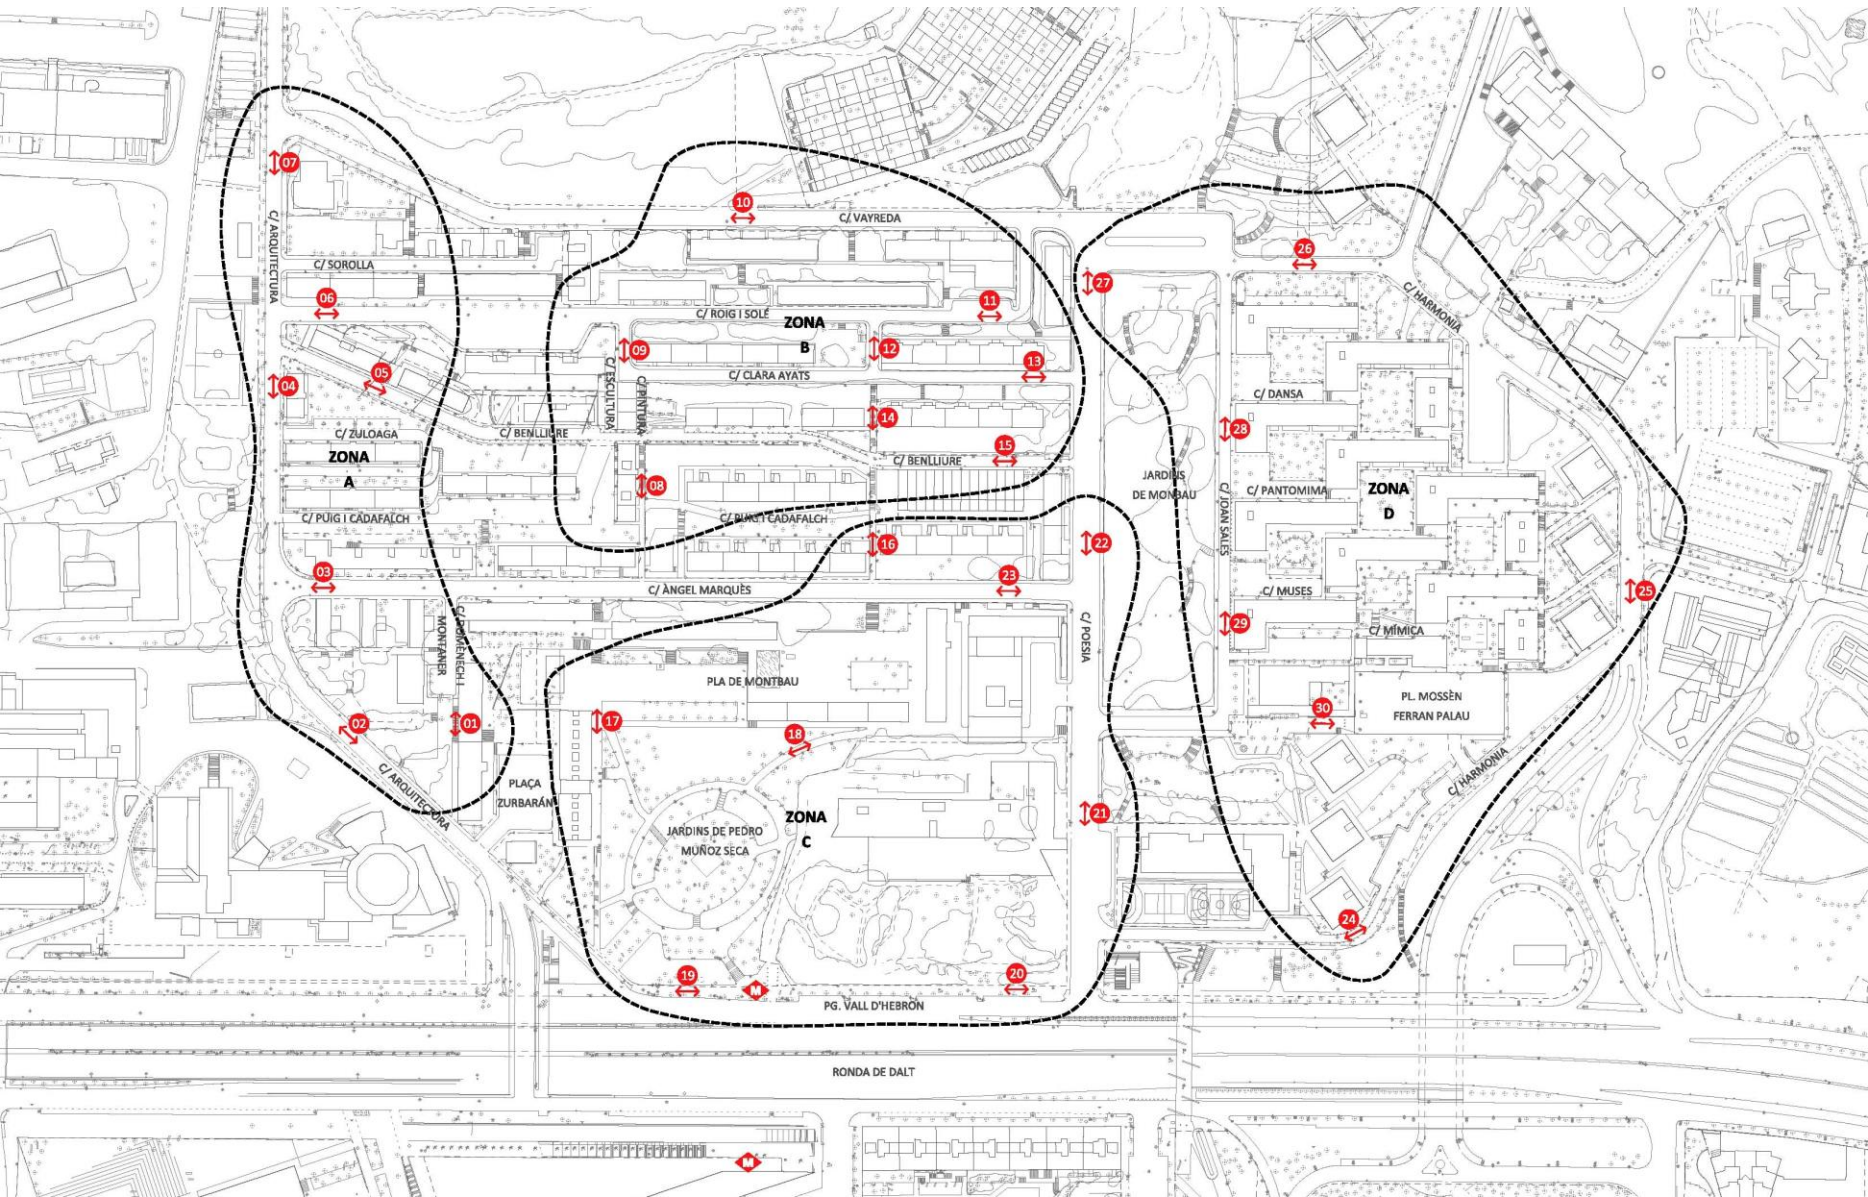 07
10
C/ VAYREDA
C/ ARQUITECTURA
C/ SOROLLA
26
27
06
11
C/ HARMONIA
C/ ROIG I SOLÉ
ZONA
B
09
12
13
05
04
C/ CLARA AYATS
C/ ESCULTURA
C/ PINTURA
C/ DANSA
14
28
C/ ZULOAGA
C/ BENLLIURE
15
C/ BENLLIURE
ZONA
A
08
JARDINS
DE MONBAU
C/ JOAN SALES
C/ PANTOMIMA
ZONA
D
C/ PUIG I CADAFALCH
C/ PUIG I CADAFALCH
16
22
03
23
C/ ÀNGEL MARQUÈS
C/ MUSES
25
C/ DOMÈNECH I
MONTANER
C/ POESIA
29
C/ MÍMICA
PLA DE MONTBAU
PL. MOSSÈN
FERRAN PALAU
02
01
17
18
30
C/ ARQUITECTURA
PLAÇA
ZURBARÁN
C/ HARMONIA
ZONA
C
21
JARDINS DE PEDRO
MUÑOZ SECA
24
19
M
20
PG. VALL D'HEBRON
RONDA DE DALT
M